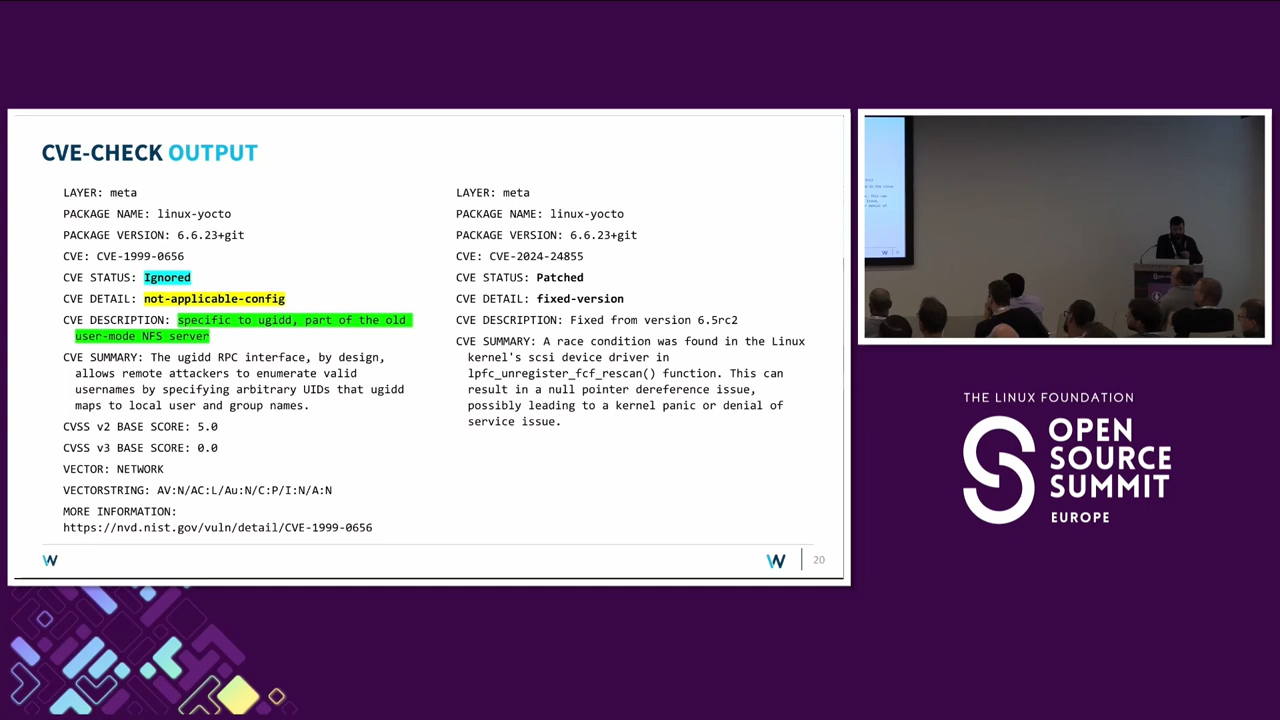 CVE-CHECK OUTPUT
LAYER: meta
PACKAGE NAME: linux-yocto
PACKAGE VERSION: 6.6.23+git
CVE: CVE-1999-0656
CVE STATUS: Ignored
CVE DETAIL: not-applicable-config
CVE DESCRIPTION: specific to ugidd, part of the old
user-mode NFS server
CVE SUMMARY: The ugidd RPC interface, by design,
allows remote attackers to enumerate valid
usernames by specifying arbitrary UIDs that ugidd
maps to local user and group names.
CVSS v2 BASE SCORE: 5.0
CVSS v3 BASE SCORE: 0.0
VECTOR: NETWORK
VECTORSTRING: AV:N/AC:L/Au:N/C:P/I:N/A:N
MORE INFORMATION:
https://nvd.nist.gov/vuln/detail/CVE-1999-0656
LAYER: meta
PACKAGE NAME: linux-yocto
PACKAGE VERSION: 6.6.23+git
CVE: CVE-2024-24855
CVE STATUS: Patched
CVE DETAIL: fixed-version
CVE DESCRIPTION: Fixed from version 6.5rc2
CVE SUMMARY: A race condition was found in the Linux
kernel's scsi device driver in
lpfc_unregister_fcf_rescan() function. This can
result in a null pointer dereference issue,
possibly leading to a kernel panic or denial of
service issue.
W
W
20
THE LINUX FOUNDATION
OPEN
SOURCE
SUMMIT
EUROPE